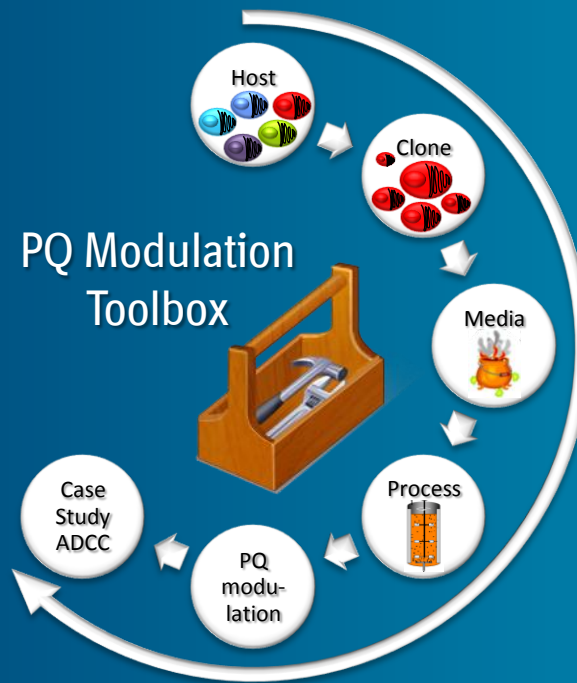 Host
Clone
PQ Modulation
Toolbox
Media
Process
PQ
modu-
lation
Case
Study
ADCC